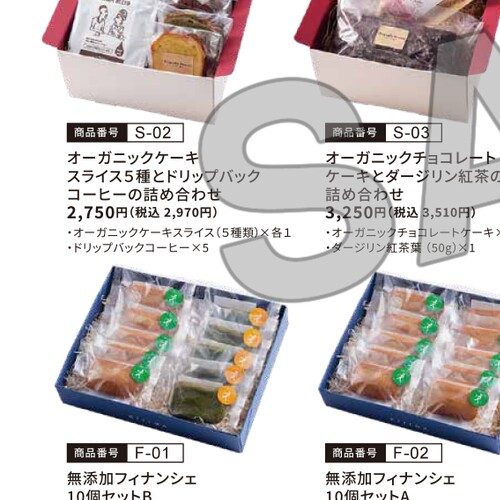 商品番号 S-02
オーガニックケーキ
スライス5種とドリップバック
コーヒーの詰め合わせ
2,750円(税込 2,970円)
・オーガニックケーキスライス(5種類)×各1
・ドリップバックコーヒー×5
商品番号 S-03
オーガニックチョコレート
ケーキとダージリン紅茶の
詰め合わせ
3,250円(税込 3,510円)
・オーガニックチョコレートケーキ×
・ダージリン紅茶葉 (50g)×1
商品番号 F-01
無添加フィナンシェ
10個セットB
商品番号 F-02
無添加フィナンシェ
10個セットA